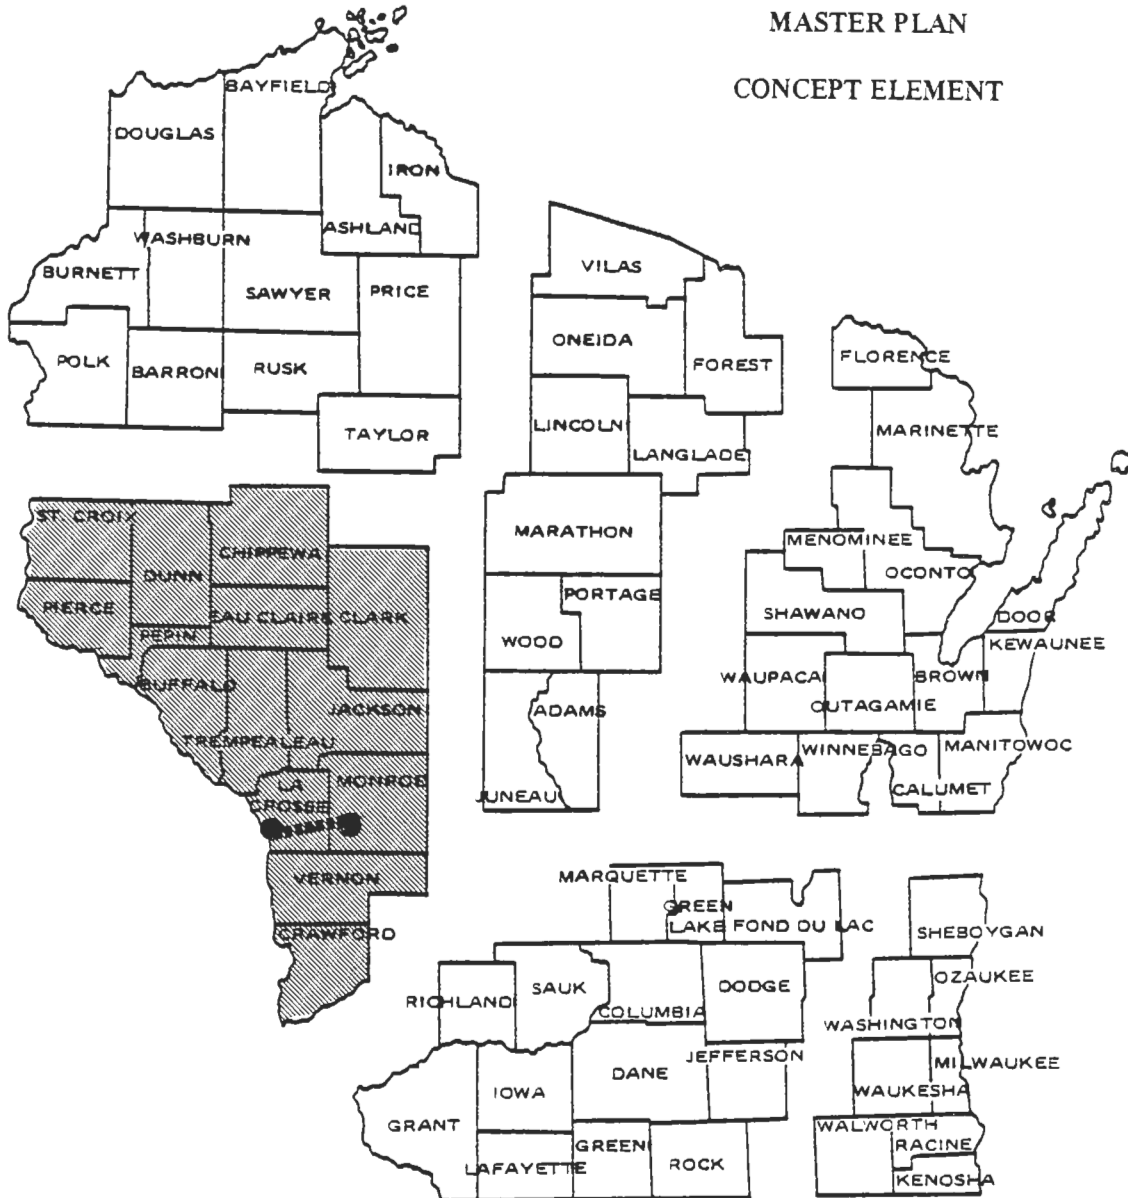 MASTER PLAN
CONCEPT ELEMENT
BAYFIELD
DOUGLAS
IRON
ASHLAND
WASHBURN
BURNETT
SAWYER
PRICE
POLK
BARRON
RUSK
TAYLOR
VILAS
ONEIDA
FOREST
LINCOLN
LANGLADE
MARATHON
PORTAGE
WOOD
ADAMS
JUNEAU
FLORENCE
MARINETTE
MENOMINEE
OCONTO
SHAWANO
DOOR
KEWAUNEE
WAUPACA
BROWN
OUTAGAMIE
WAUSHARA
WINNEBAGO
MANITOWOC
CALUMET
ST. CROIX
CHIPPEWA
DUNN
PIERCE
EAU CLAIRE
CLARK
PEPIN
BUFFALO
JACKSON
TREMPEALEAU
LA
CROSSE
MONROE
VERNON
CRAWFORD
MARQUETTE
GREEN
LAKE
FOND DU LAC
SAUK
DODGE
RICHLAND
COLUMBIA
JEFFERSON
DANE
IOWA
GRANT
LAFAYETTE
GREEN
ROCK
SHEBOYGAN
OZAUKEE
WASHINGTON
MILWAUKEE
WAUKESHA
WALWORTH
RACINE
KENOSHA